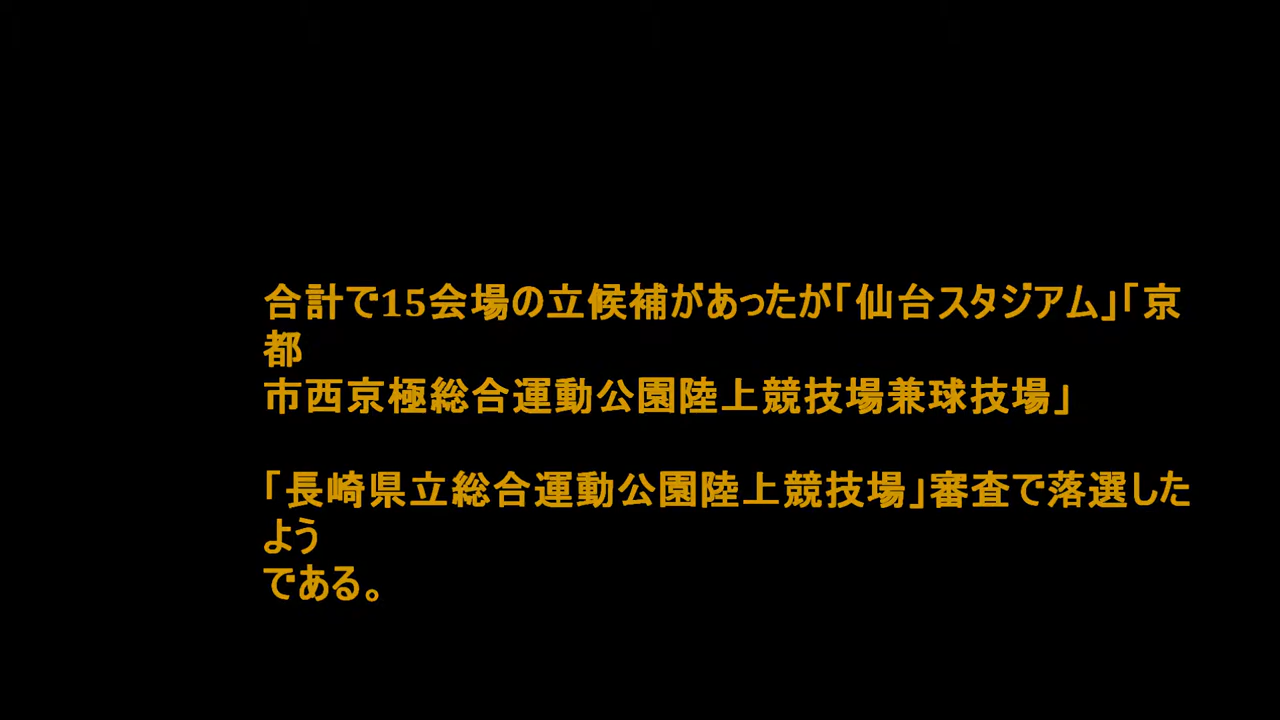 合計で15会場の立候補があったが「仙台スタジアム」「京
都
市西京極総合運動公園陸上競技場兼球技場」
「長崎県立総合運動公園陸上競技場」審査で落選した
よう
である。